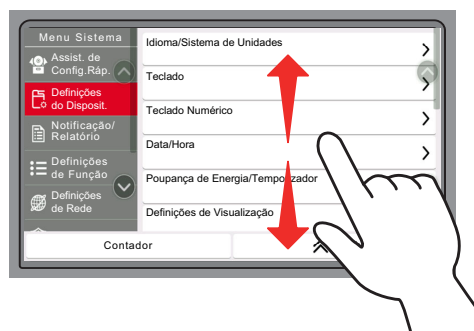 Menu Sistema
Assist. de
Config.Ráp.
Definições
do Disposit.
Notificação/
Relatório
Definições
de Função
Definições
de Rede
Idioma/Sistema de Unidades
Teclado
Teclado Numérico
Data/Hora
Poupança de Energia/Temporizador
Definições de Visualização
Contador